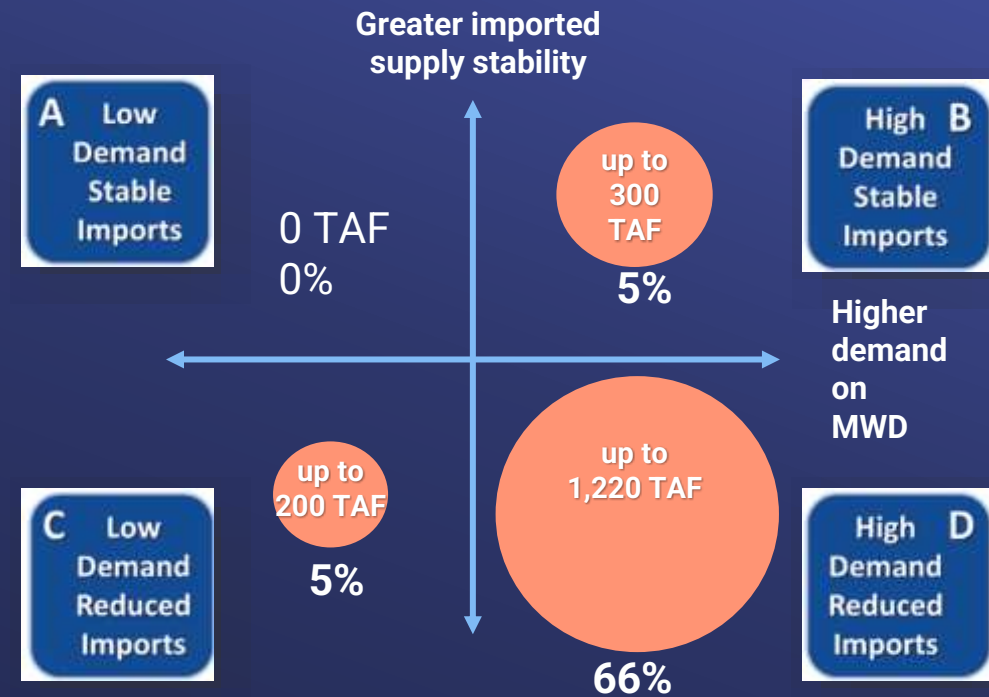 Greater imported
supply stability
A Low
Demand
Stable
Imports
High B
Demand
Stable
Imports
0 TAF
0%
up to
300
TAF
5%
Higher
demand
on
MWD
C Low
Demand
Reduced
Imports
up to
200 TAF
5%
up to
1,220 TAF
66%
High D
Demand
Reduced
Imports